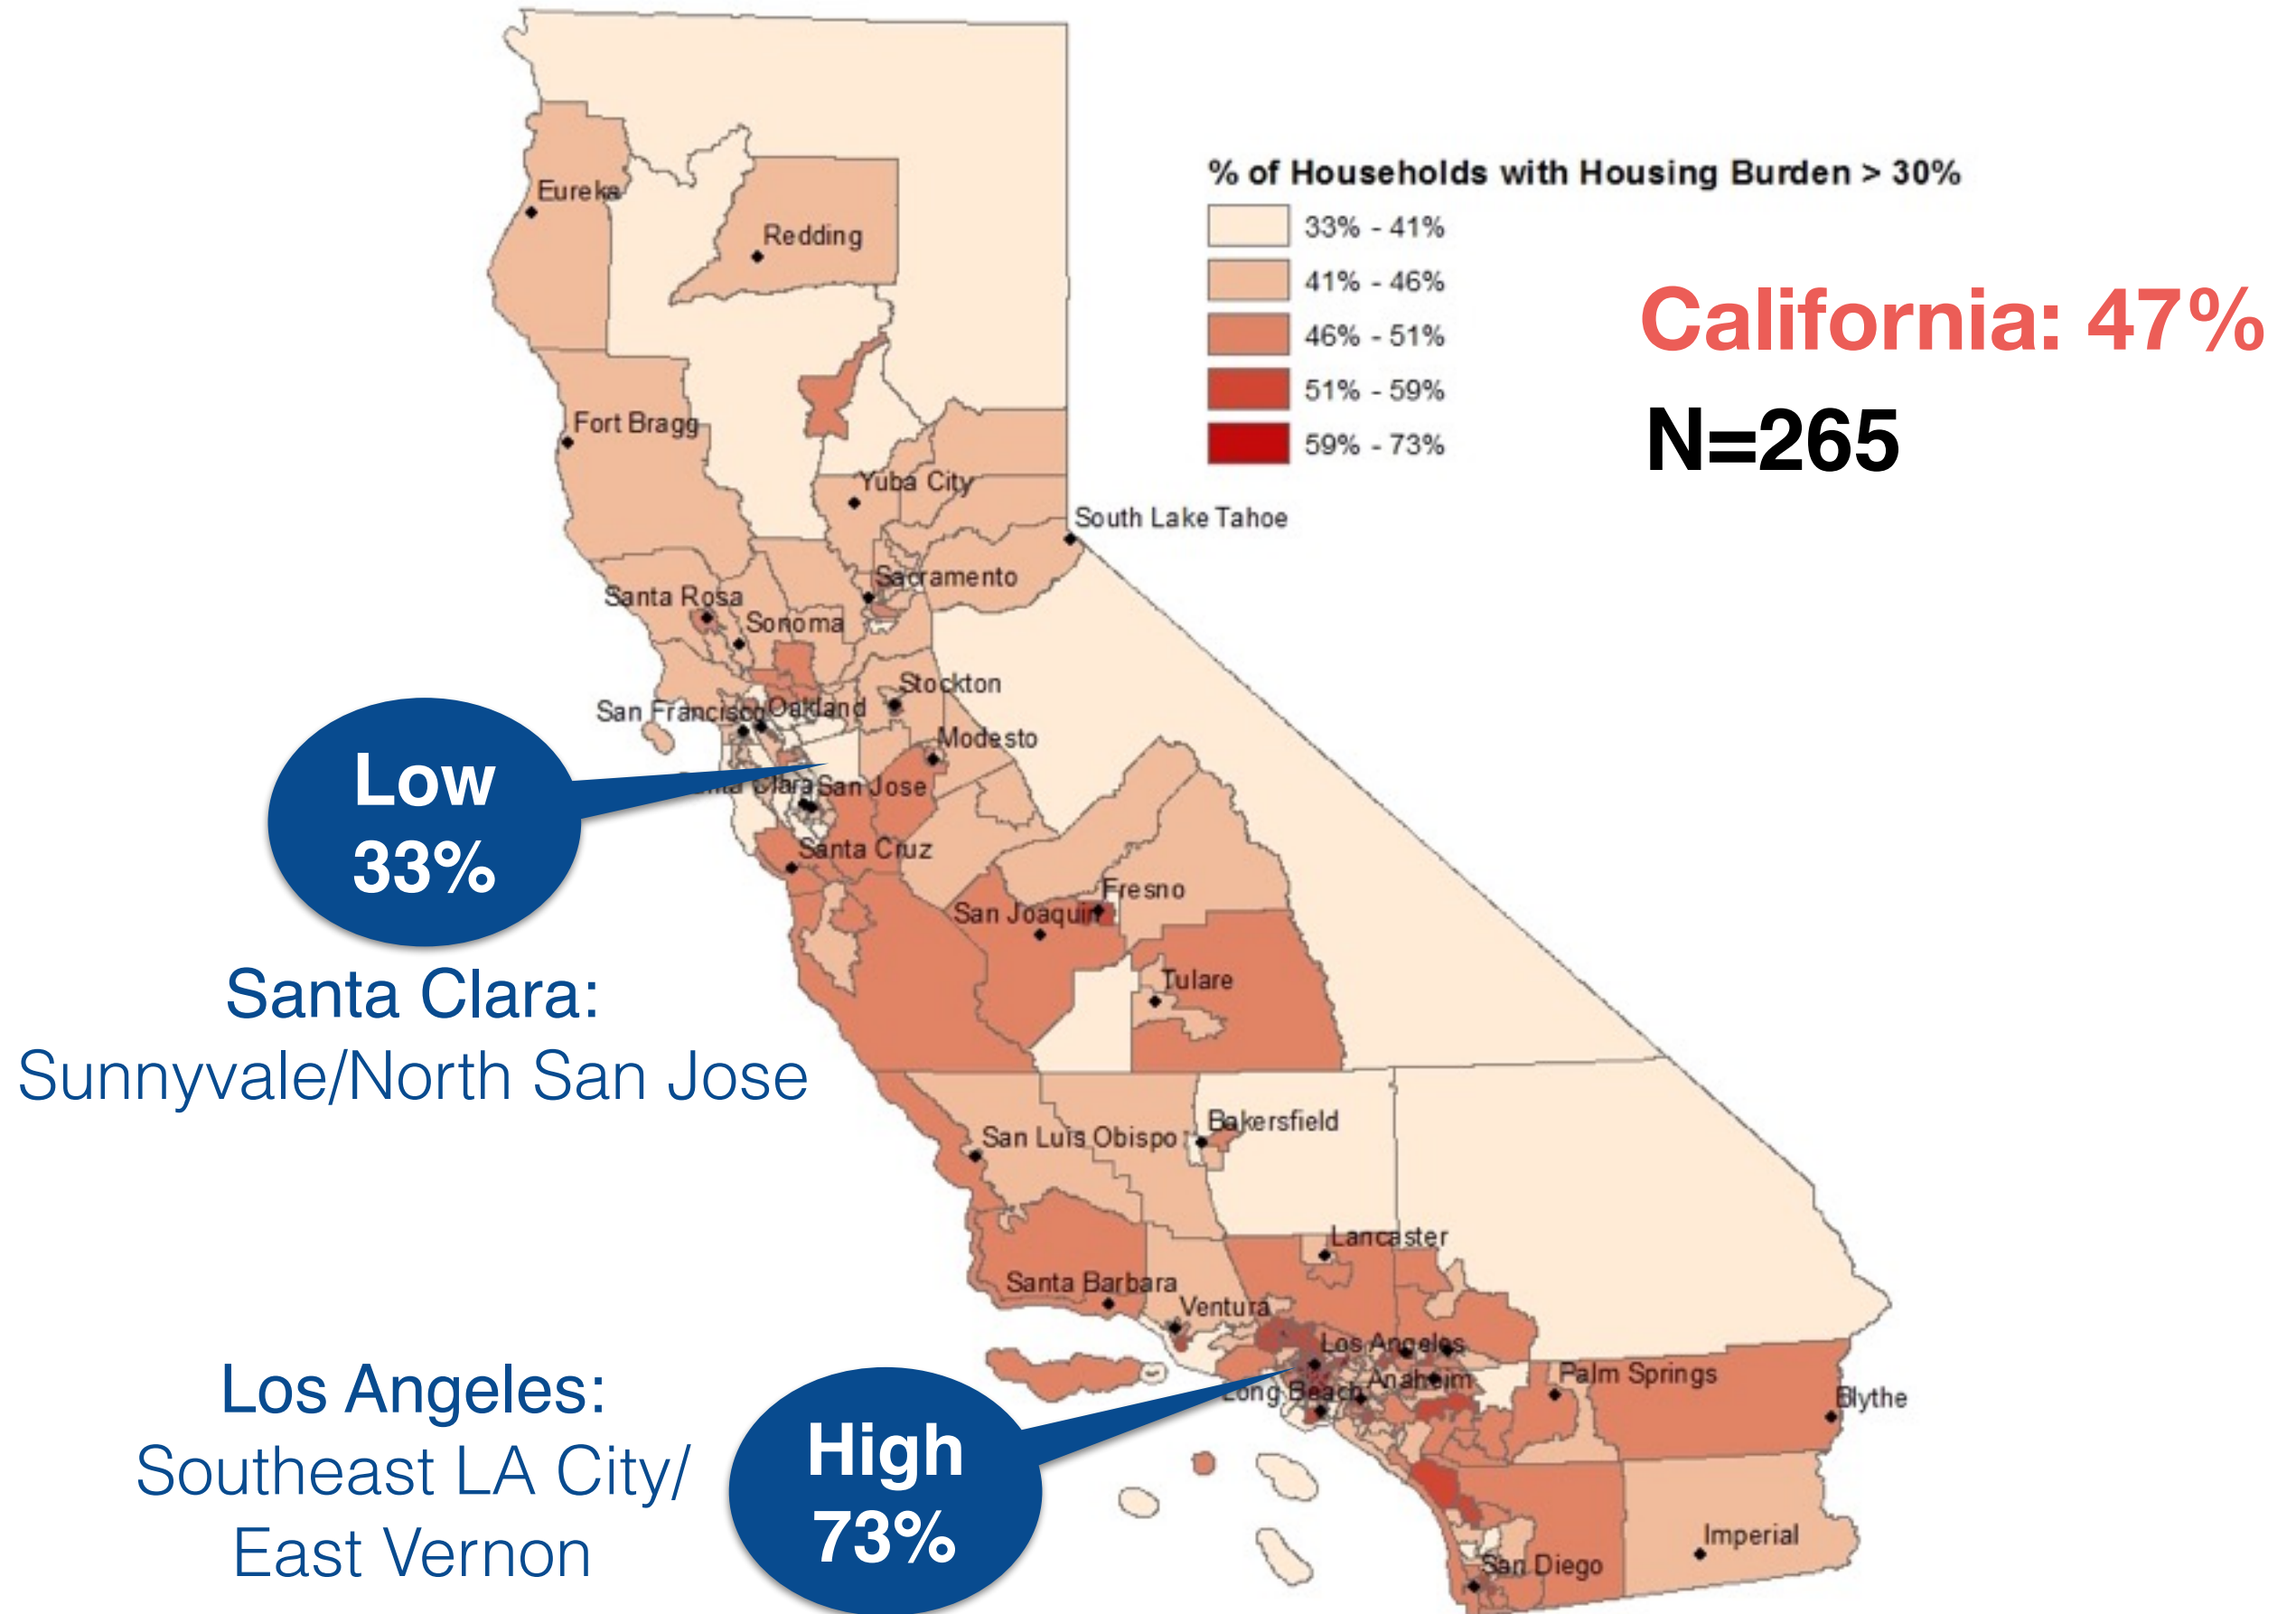 Eureka
Redding
% of Households with Housing Burden > 30%
33% - 41%
41% - 46%
46% - 51%
51% - 59%
59% - 73%
California: 47%
N=265
Fort Bragg
Yuba City
South Lake Tahoe
Sacramento
Santa Rosa
Sonoma
Stockton
San Francisco
Oakland
Modesto
Low
33%
Clara
San Jose
Santa Cruz
Fresno
San Joaquin
Santa Clara:
Sunnyvale/North San Jose
Tulare
Bakersfield
San Luis Obispo
Lancaster
Santa Barbara
Ventura
Los Angeles
Palm Springs
Anaheim
Long Beach
Blythe
Los Angeles:
Southeast LA City/
East Vernon
High
73%
Imperial
San Diego